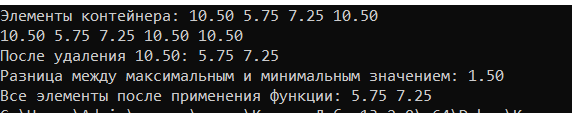 Элементы контейнера: 10.50 5.75 7.25 10.50
10.50 5.75 7.25 10.50 10.50
После удаления 10.50: 5.75 7.25
Разница между максимальным и минимальным значением: 1.50
Все элементы после применения функции: 5.75 7.25